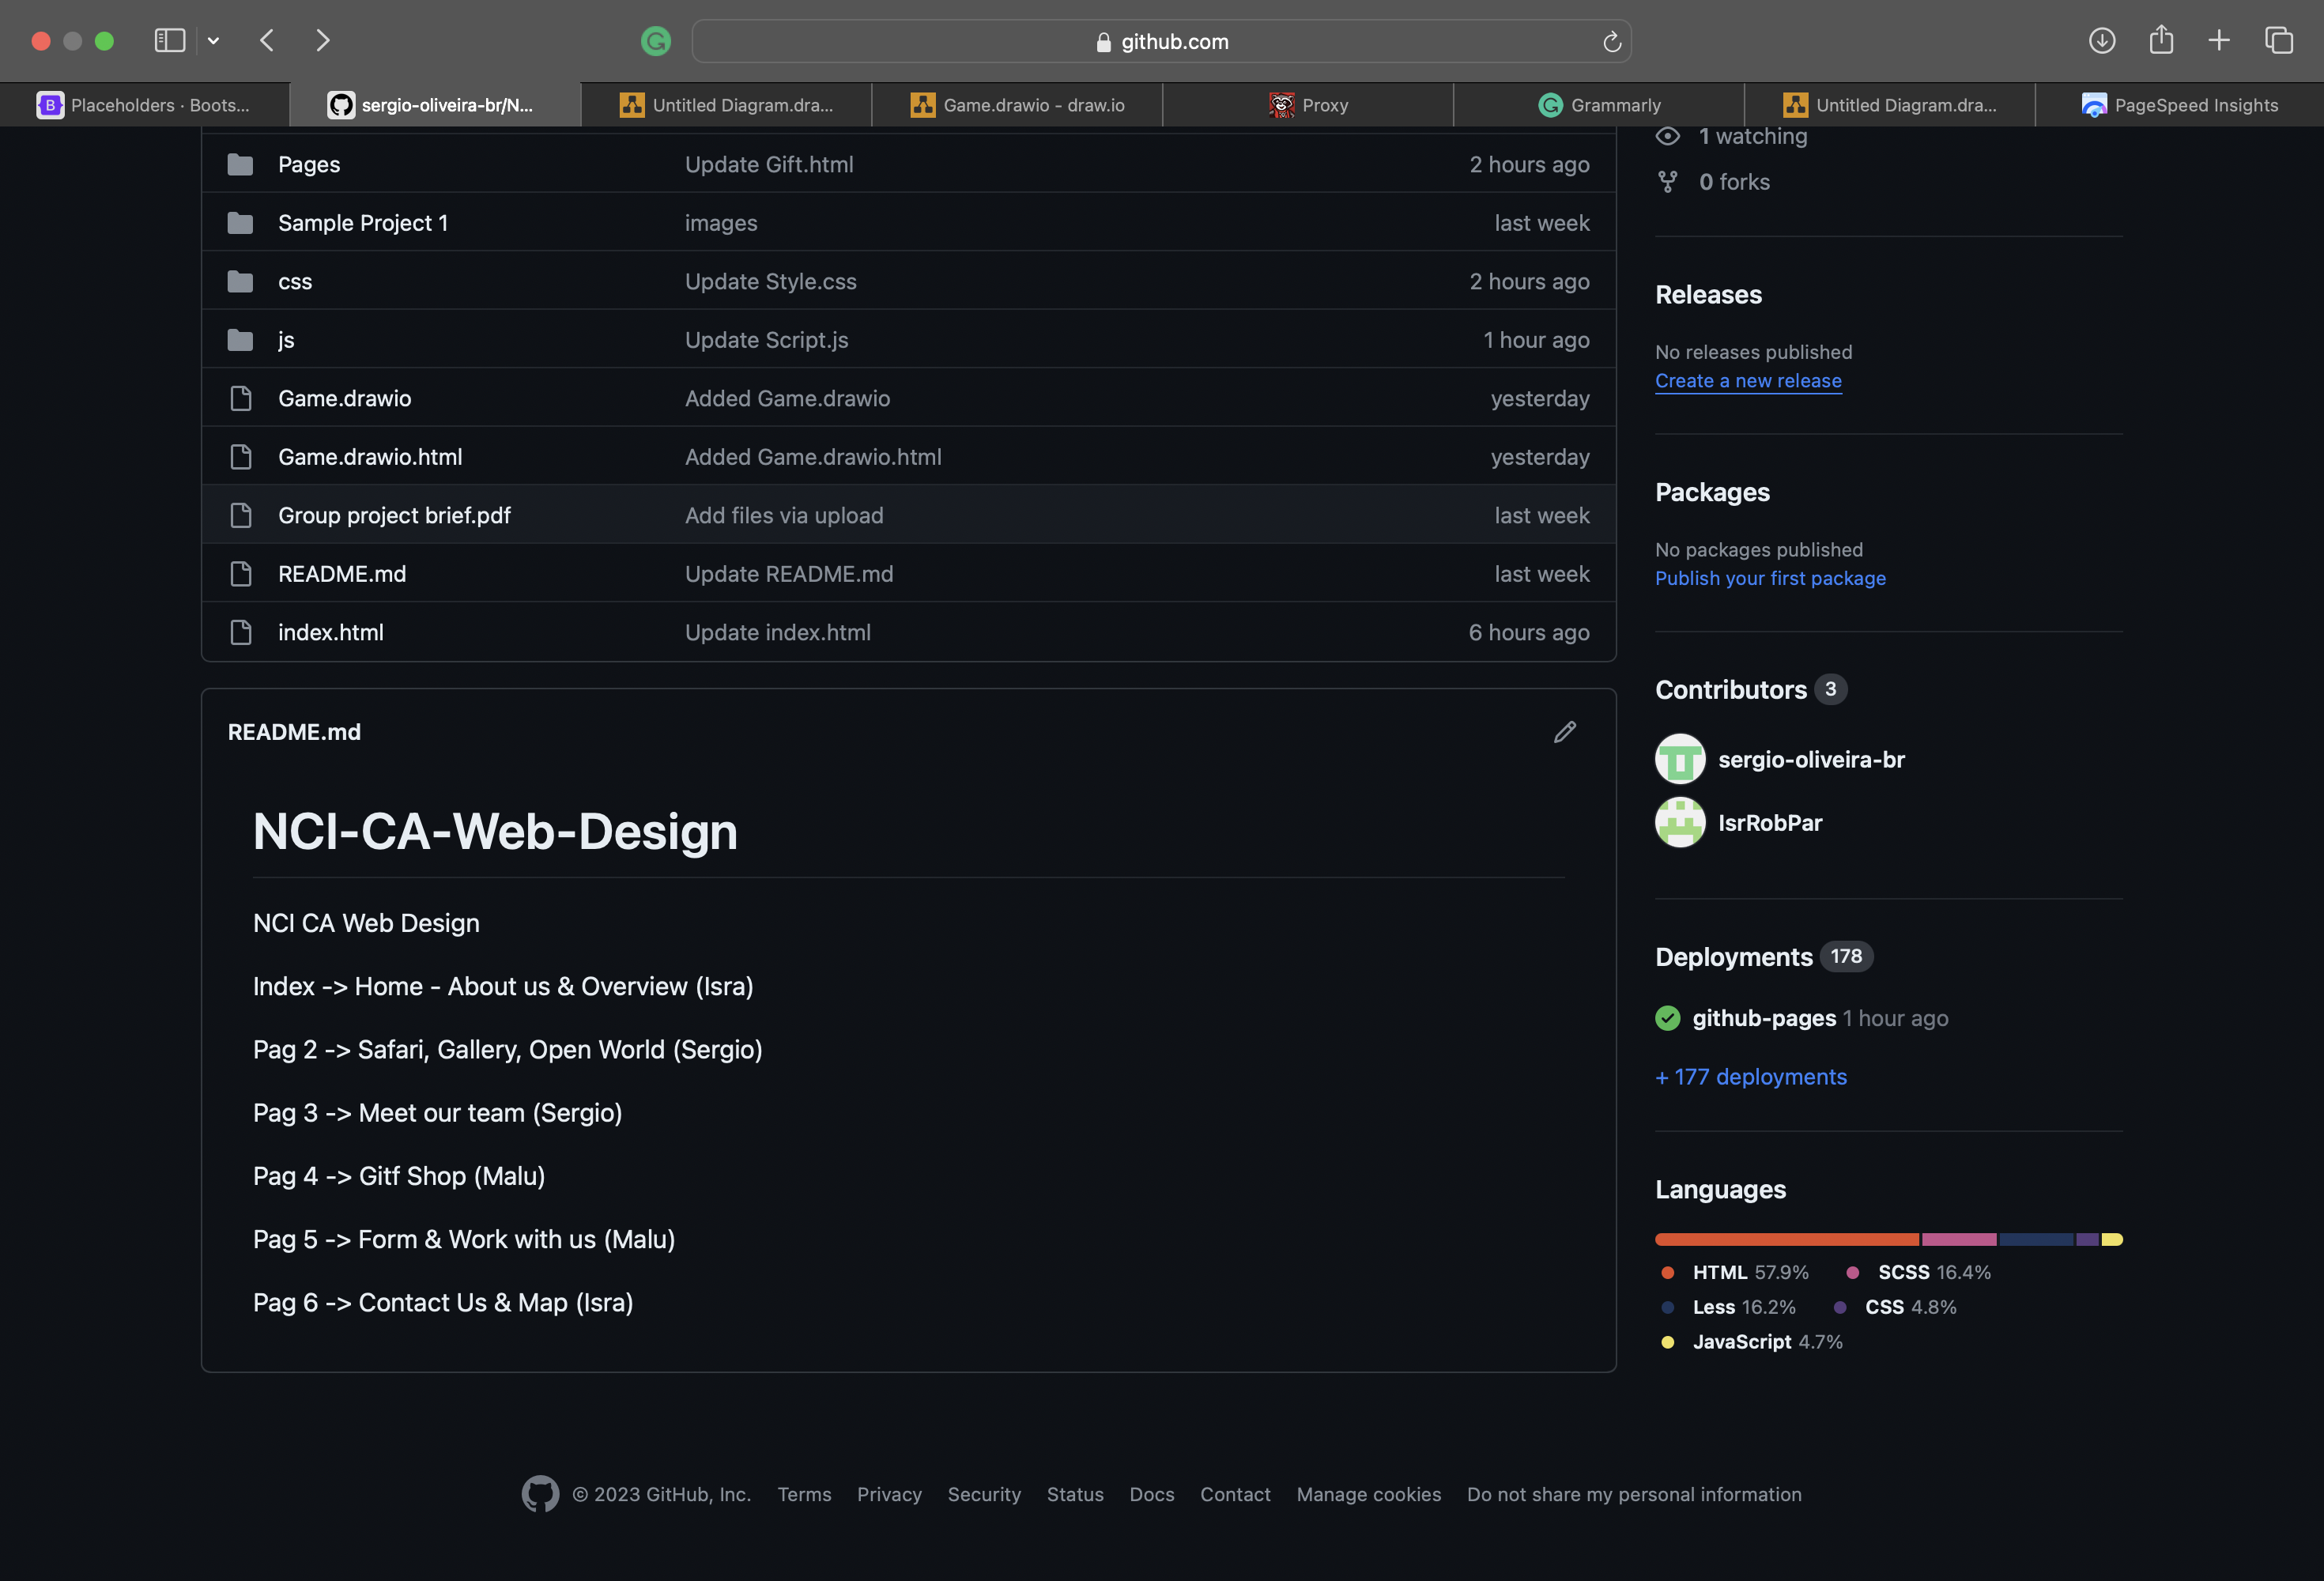 github.com
Placeholders · Boots...
sergio-oliveira-br/N...
Untitled Diagram.dra...
Game.drawio - draw.io
Proxy
Grammarly
Untitled Diagram.dra...
PageSpeed Insights
Pages Update Gift.html 2 hours ago
Sample Project 1 images last week
css Update Style.css 2 hours ago
js Update Script.js 1 hour ago
Game.drawio Added Game.drawio yesterday
Game.drawio.html Added Game.drawio.html yesterday
Group project brief.pdf Add files via upload last week
README.md Update README.md last week
index.html Update index.html 6 hours ago
README.md
NCI-CA-Web-Design
NCI CA Web Design
Index -> Home - About us & Overview (Isra)
Pag 2 -> Safari, Gallery, Open World (Sergio)
Pag 3 -> Meet our team (Sergio)
Pag 4 -> Gitf Shop (Malu)
Pag 5 -> Form & Work with us (Malu)
Pag 6 -> Contact Us & Map (Isra)
1 watching
0 forks
Releases
No releases published
Create a new release
Packages
No packages published
Publish your first package
Contributors 3
sergio-oliveira-br
IsrRobPar
Deployments 178
github-pages 1 hour ago
+ 177 deployments
Languages
HTML 57.9% SCSS 16.4%
Less 16.2% CSS 4.8%
JavaScript 4.7%
© 2023 GitHub, Inc. Terms Privacy Security Status Docs Contact Manage cookies Do not share my personal information